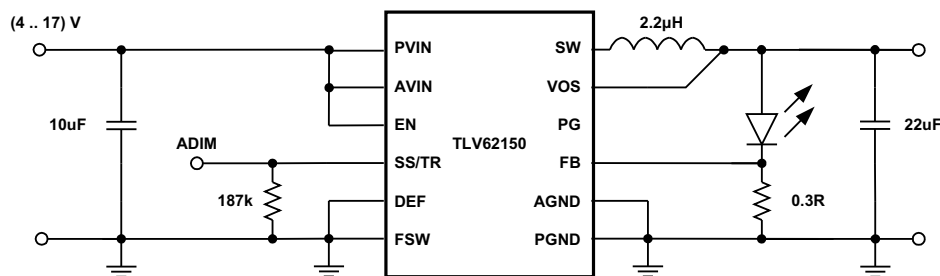 (4 .. 17) V
2.2µH
PVIN
SW
AVIN
VOS
10uF
EN
PG
22uF
TLV62150
ADIM
SS/TR
FB
187k
DEF
AGND
0.3R
FSW
PGND